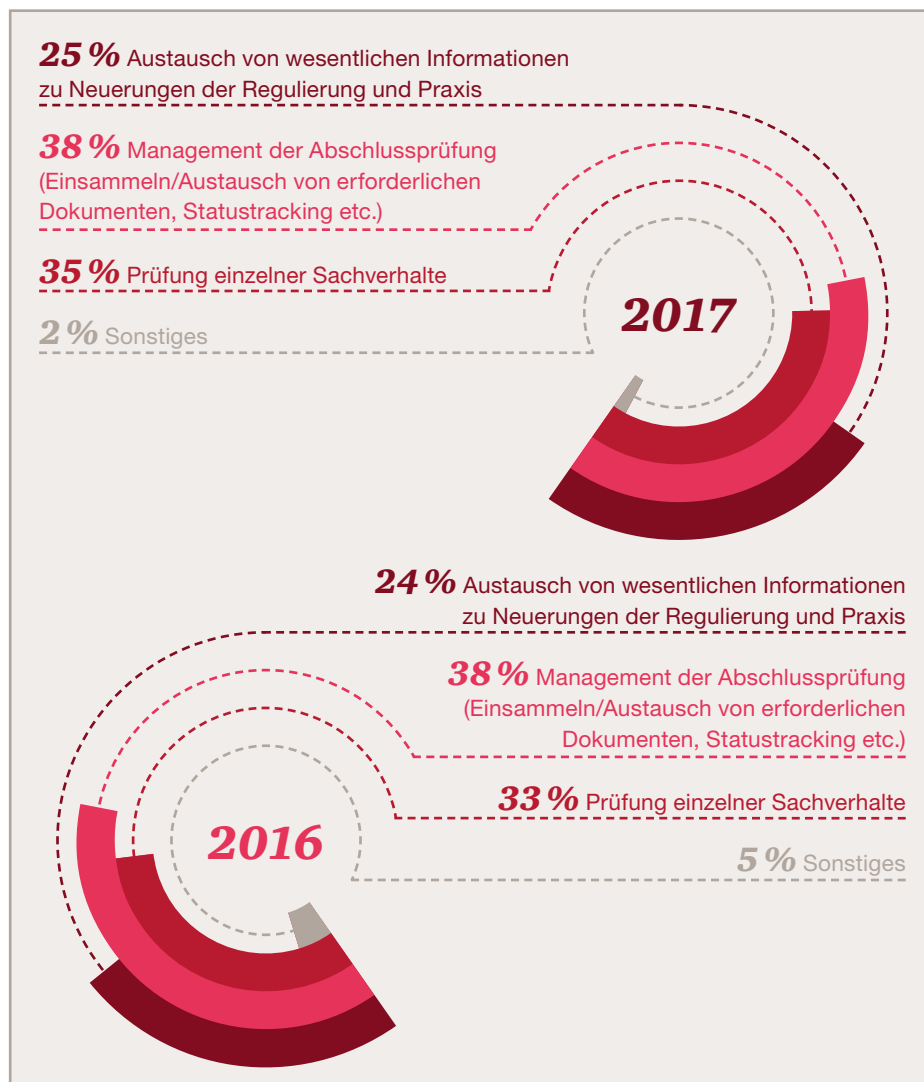 25 % Austausch von wesentlichen Informationen
zu Neuerungen der Regulierung und Praxis
38 % Management der Abschlussprüfung
(Einsammeln/Austausch von erforderlichen
Dokumenten, Statustracking etc.)
35 % Prüfung einzelner Sachverhalte
2 % Sonstiges
2017
24 % Austausch von wesentlichen Informationen
zu Neuerungen der Regulierung und Praxis
38 % Management der Abschlussprüfung
(Einsammeln/Austausch von erforderlichen
Dokumenten, Statustracking etc.)
33 % Prüfung einzelner Sachverhalte
5 % Sonstiges
2016